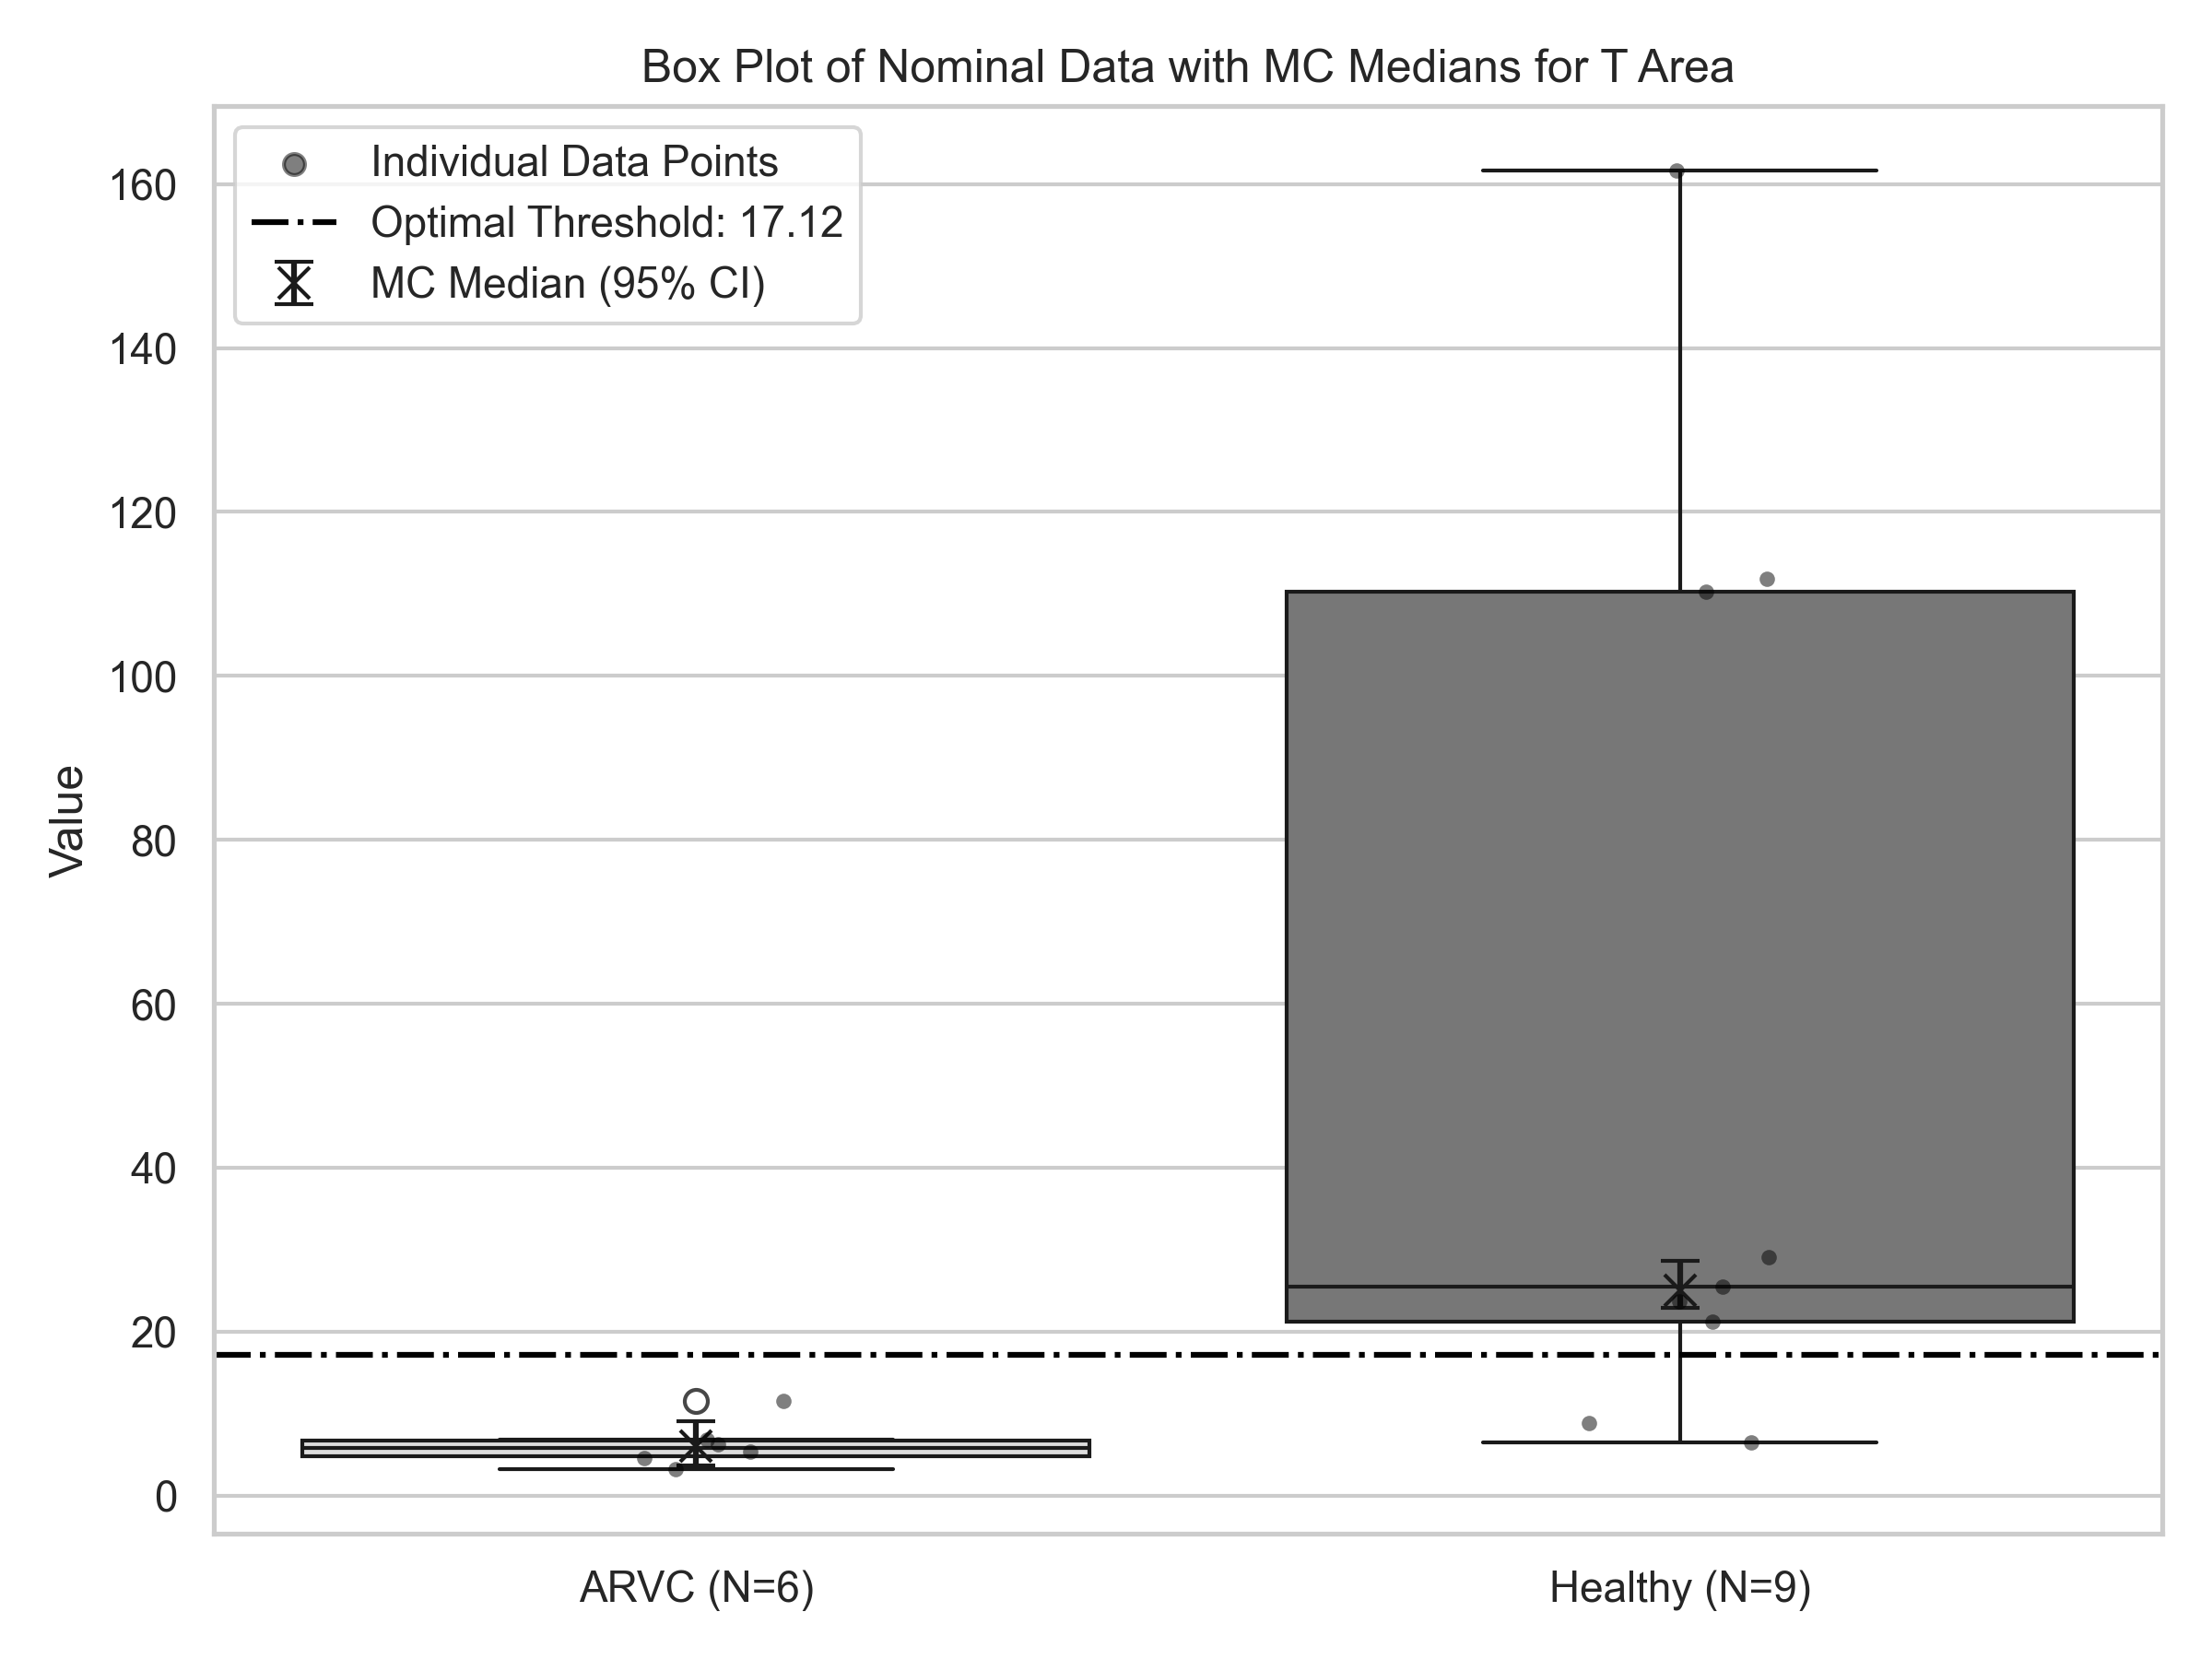 Box Plot of Nominal Data with MC Medians for T Area
Individual Data Points
Optimal Threshold: 17.12
MC Median (95% CI)
160
140
120
100
80
60
40
20
0
Value
ARVC (N=6)
Healthy (N=9)